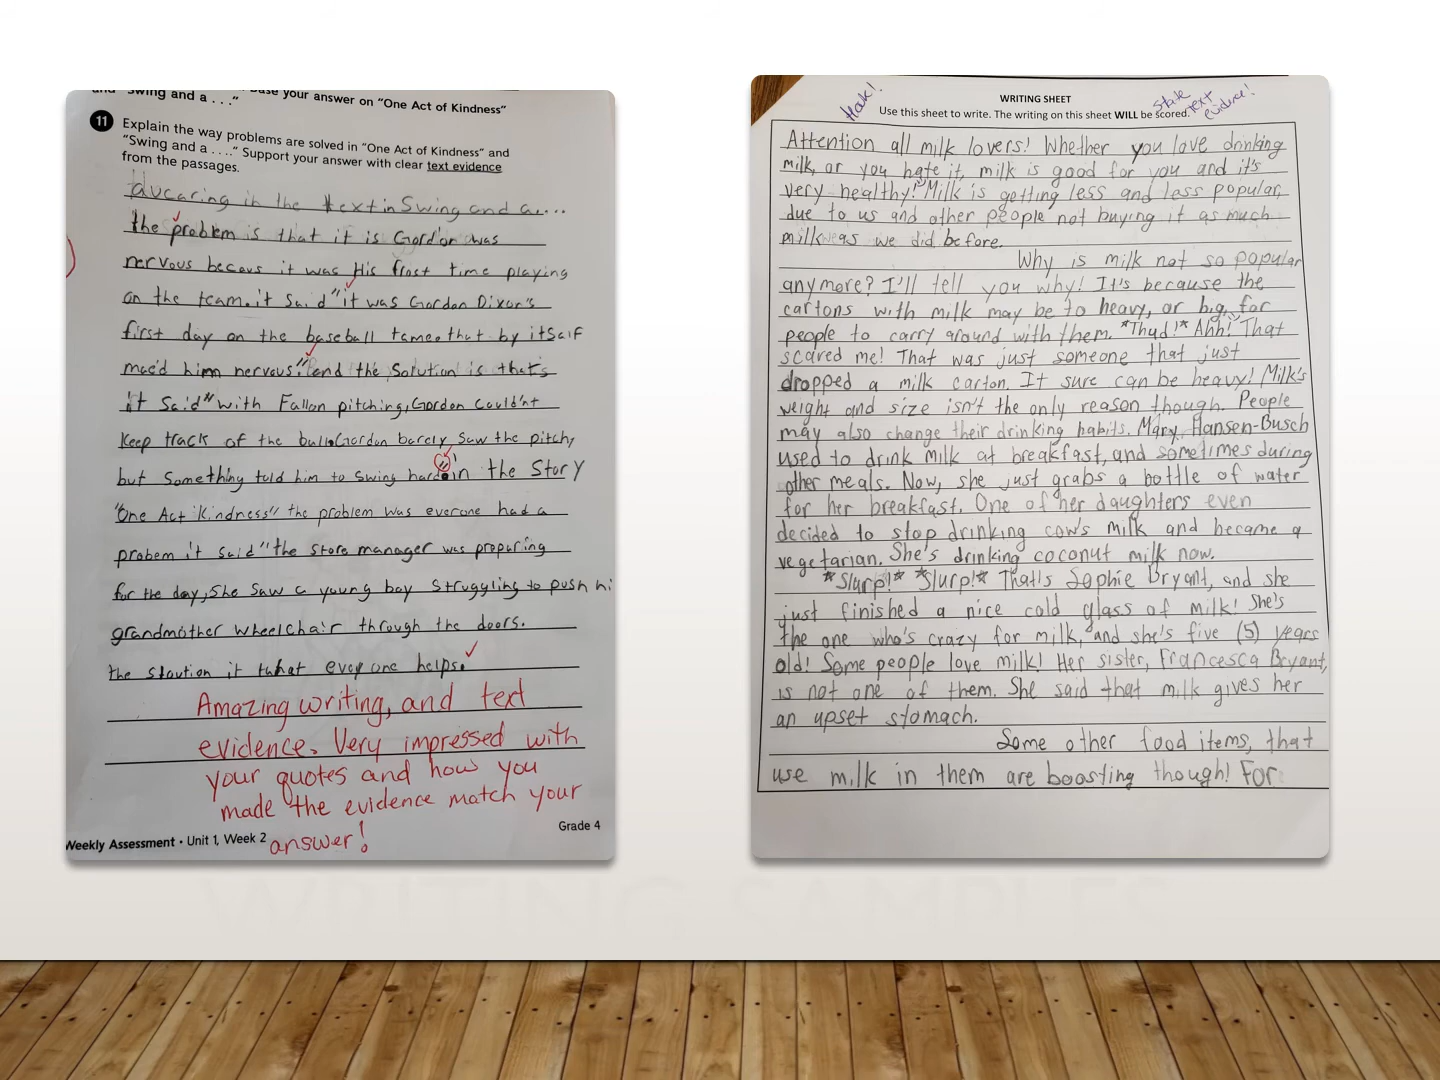 and "Swing and a . . ." Base your answer on "One Act of Kindness"
11 Explain the way problems are solved in "One Act of Kindness" and
"Swing and a . . . ." Support your answer with clear text evidence
from the passages.
in the text in Swing and a....
the problem is that it is Gordon was
nervous becaus it was His frost time playing
on the team. it said "it was Gordon Dixon's
first day on the baseball tame that by itself
mae'd him nervous". and the Solution is that's
it Said "with Fallon pitching, Gordon Couldn't
Keep track of the ball. Gordon barely saw the pitch,
but Something told him to Swing hard" in the Story
"One Act Kindness" the problem was everone had a
probem it said "the store manager was preparing
for the day, She Saw a young boy Struggling to push hi
grandmother wheelchair through the doors.
the sloution it that evey one helps.
Amazing writing, and text
evidence. Very impressed with
your quotes and how you
made the evidence match your
answer!
Weekly Assessment • Unit 1, Week 2
Grade 4
Hook!
State text evidence!
WRITING SHEET
Use this sheet to write. The writing on this sheet WILL be scored.
Attention all milk lovers! Whether you love drinking
milk, or you hate it, milk is good for you and it's
very healthy! Milk is getting less and less popular,
due to us and other people not buying it as much
milk as we did before.
Why is milk not so popular
anymore? I'll tell you why! It's because the
cartons with milk may be to heavy, or big, for
people to carry around with them. *Thud!* Ahh! That
scared me! That was just someone that just
dropped a milk carton. It sure can be heavy! Milk's
weight and size isn't the only reason though. People
may also change their drinking habits. Mary Hansen-Busch
used to drink milk at breakfast, and sometimes during
other meals. Now, she just grabs a bottle of water
for her breakfast. One of her daughters even
decided to stop drinking cow's milk and became a
vegetarian. She's drinking coconut milk now.
*Slurp!* *Slurp!* That's Sophie Bryant, and she
just finished a nice cold glass of milk! She's
the one who's crazy for milk, and she's five (5) years
old! Some people love milk! Her sister, Francesca Bryant,
is not one of them. She said that milk gives her
an upset stomach.
Some other food items, that
use milk in them are boosting though! For
WRITING SAMPLES